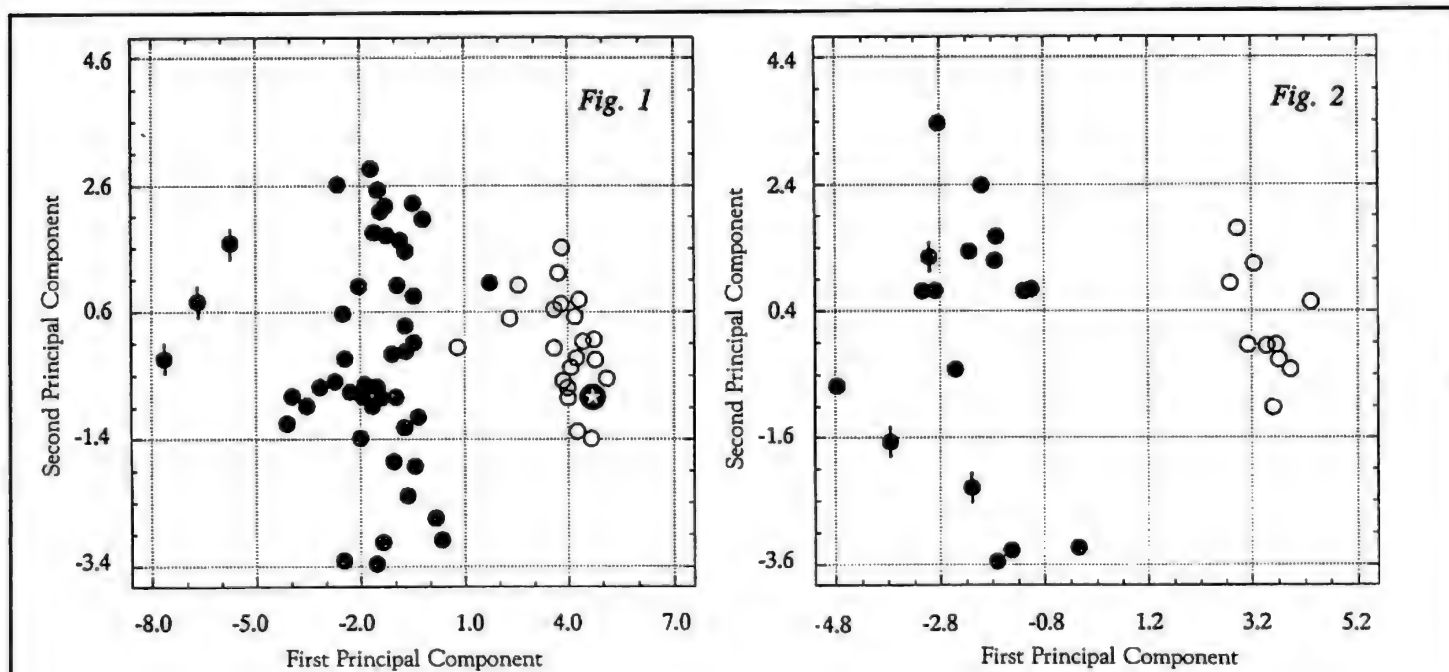 Fig. 1
Second Principal Component
4.6
2.6
0.6
-1.4
-3.4
-8.0 -5.0 -2.0 1.0 4.0 7.0
First Principal Component
Fig. 2
Second Principal Component
4.4
2.4
0.4
-1.6
-3.6
-4.8 -2.8 -0.8 1.2 3.2 5.2
First Principal Component